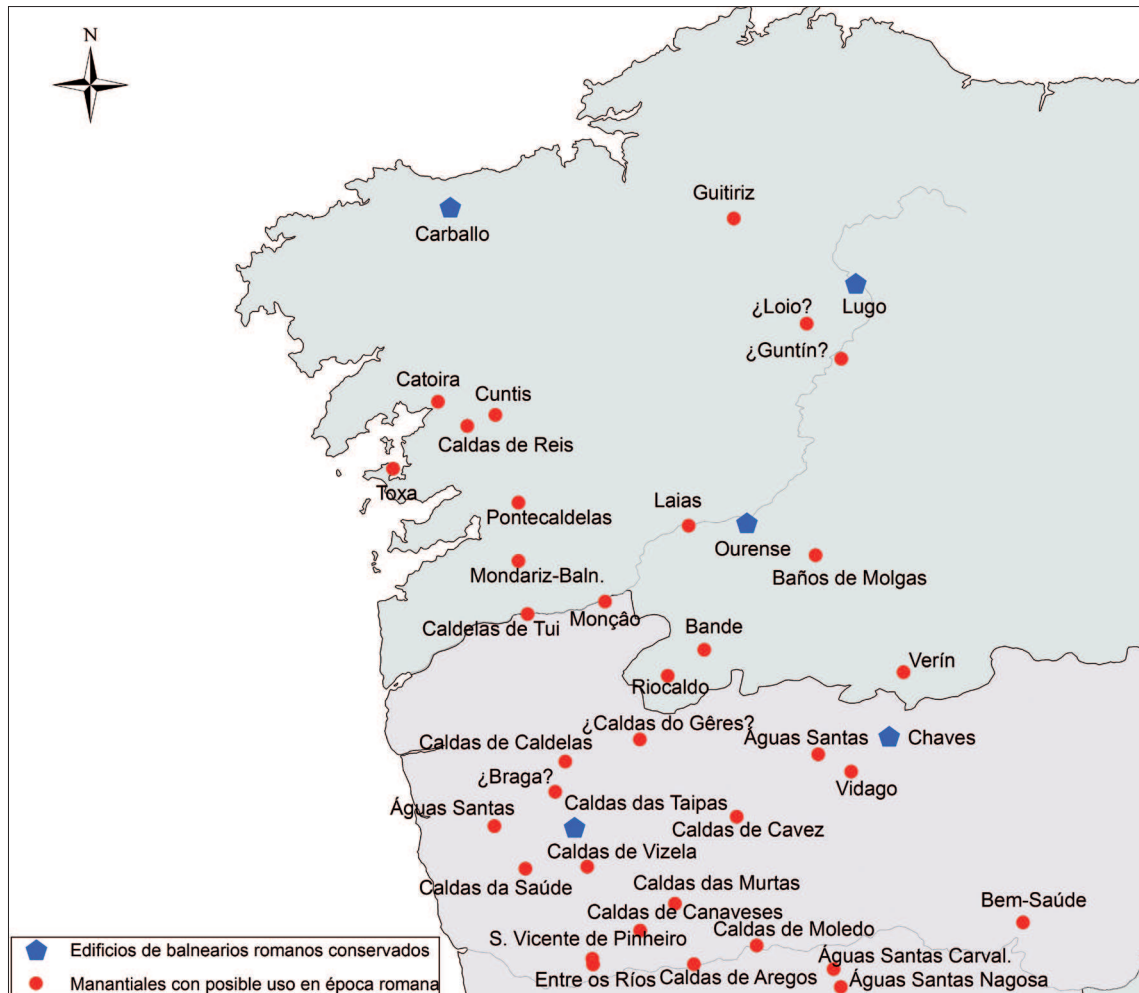 N
Guitiriz
Carballo
¿Loio?
Lugo
¿Guntín?
Catoira
Cuntis
Caldas de Reis
Toxa
Laias
Pontecaldelas
Ourense
Baños de Molgas
Mondariz-Baln.
Monçâo
Caldelas de Tui
Bande
Verín
Riocaldo
¿Caldas do Gêres?
Águas Santas
Chaves
Caldas de Caldelas
¿Braga?
Vidago
Caldas das Taipas
Águas Santas
Caldas de Cavez
Caldas de Vizela
Caldas da Saúde
Caldas das Murtas
Bem-Saúde
Caldas de Canaveses
Caldas de Moledo
S. Vicente de Pinheiro
Águas Santas Carval.
Entre os Ríos
Caldas de Aregos
Águas Santas Nagosa
Edificios de balnearios romanos conservados
Manantiales con posible uso en época romana